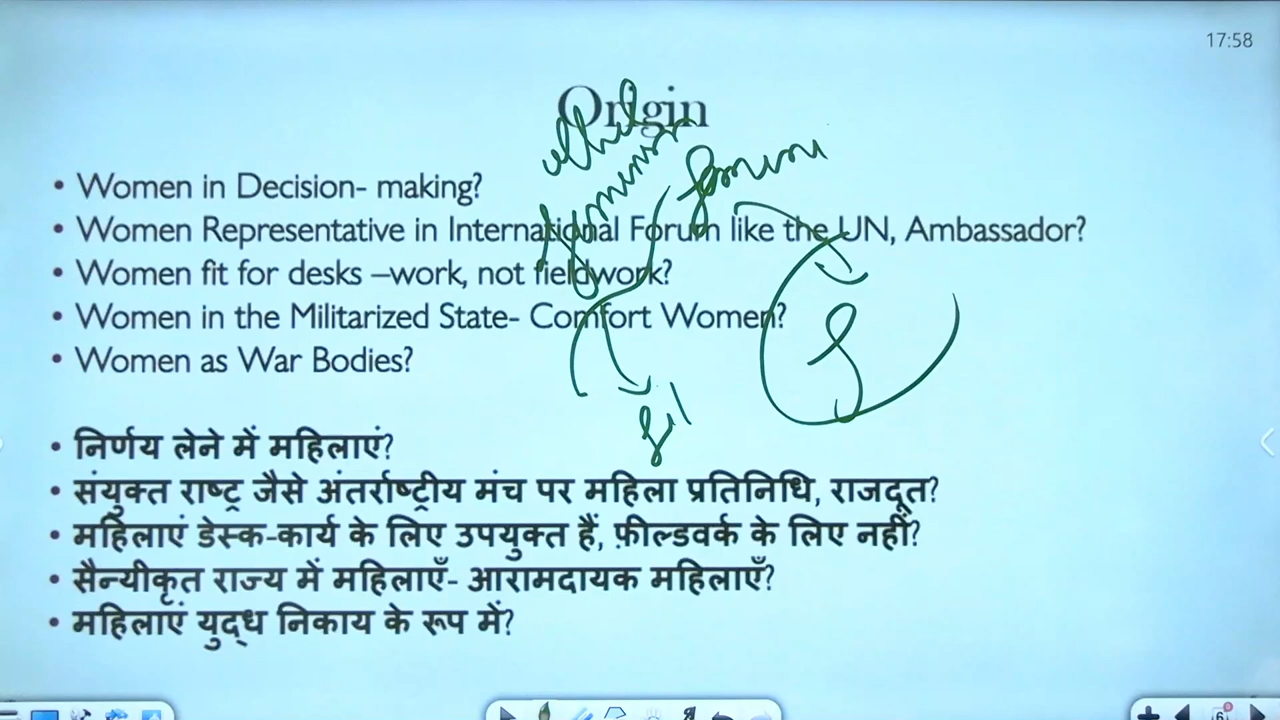 17:58
Origin
• Women in Decision- making?
• Women Representative in International Forum like the UN, Ambassador?
• Women fit for desks –work, not fieldwork?
• Women in the Militarized State- Comfort Women?
• Women as War Bodies?
• निर्णय लेने में महिलाएं?
• संयुक्त राष्ट्र जैसे अंतर्राष्ट्रीय मंच पर महिला प्रतिनिधि, राजदूत?
• महिलाएं डेस्क-कार्य के लिए उपयुक्त हैं, फ़ील्डवर्क के लिए नहीं?
• सैन्यीकृत राज्य में महिलाएँ- आरामदायक महिलाएँ?
• महिलाएं युद्ध निकाय के रूप में?
6